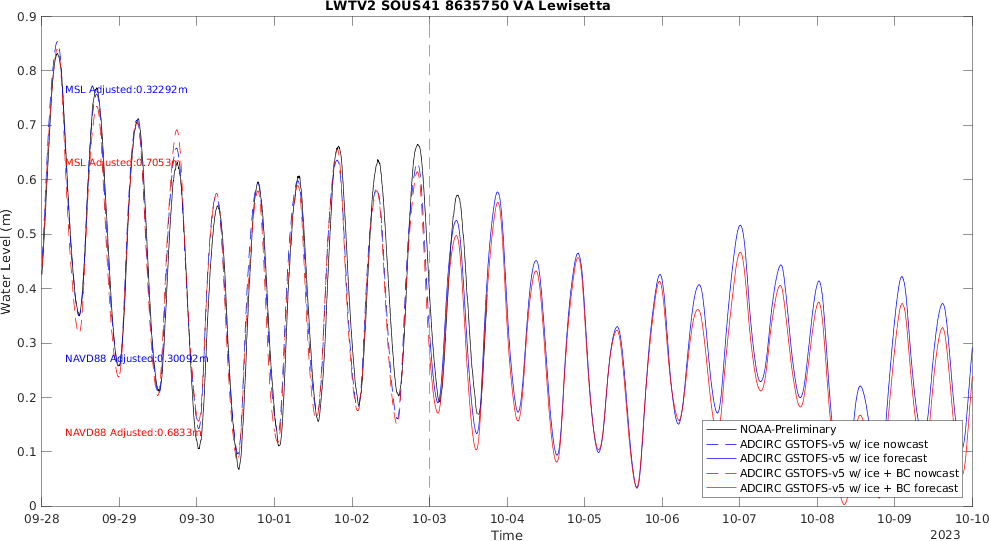 LWTV2 SOUS41 8635750 VA Lewisetta
0.9
0.8
0.7
0.6
0.5
0.4
0.3
0.2
0.1
0
Water Level (m)
MSL Adjusted:0.32292m
MSL Adjusted:0.7053m
NAVD88 Adjusted:0.30092m
NAVD88 Adjusted:0.6833m
NOAA-Preliminary
ADCIRC GSTOFS-v5 w/ ice nowcast
ADCIRC GSTOFS-v5 w/ ice forecast
ADCIRC GSTOFS-v5 w/ ice + BC nowcast
ADCIRC GSTOFS-v5 w/ ice + BC forecast
09-28 09-29 09-30 10-01 10-02 10-03 10-04 10-05 10-06 10-07 10-08 10-09 10-10
Time
2023